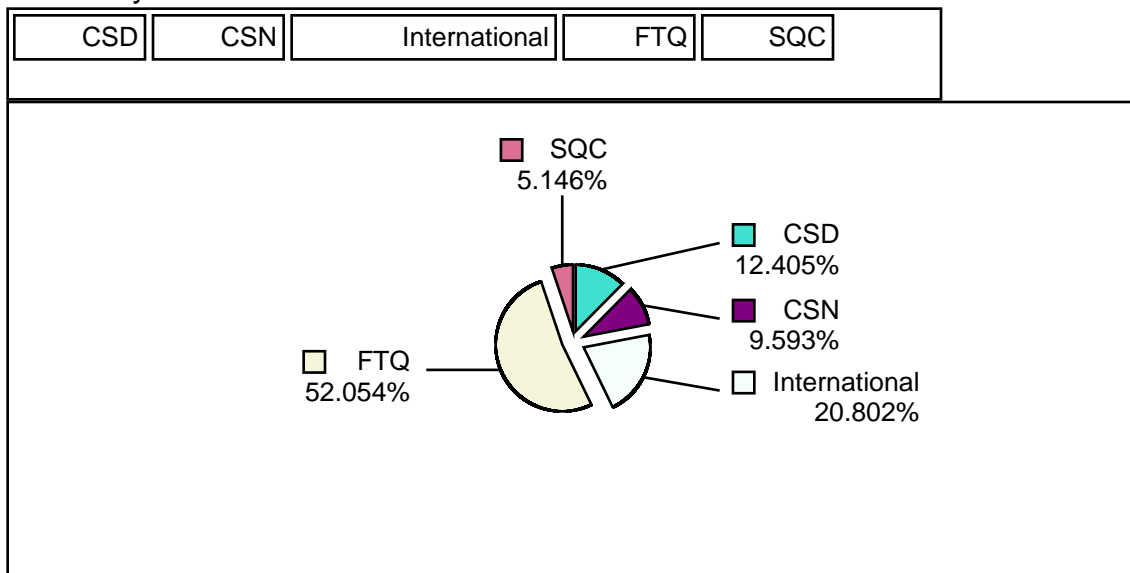 CSD CSN International FTQ SQC
SQC
5.146%
CSD
12.405%
CSN
9.593%
FTQ
52.054%
International
20.802%